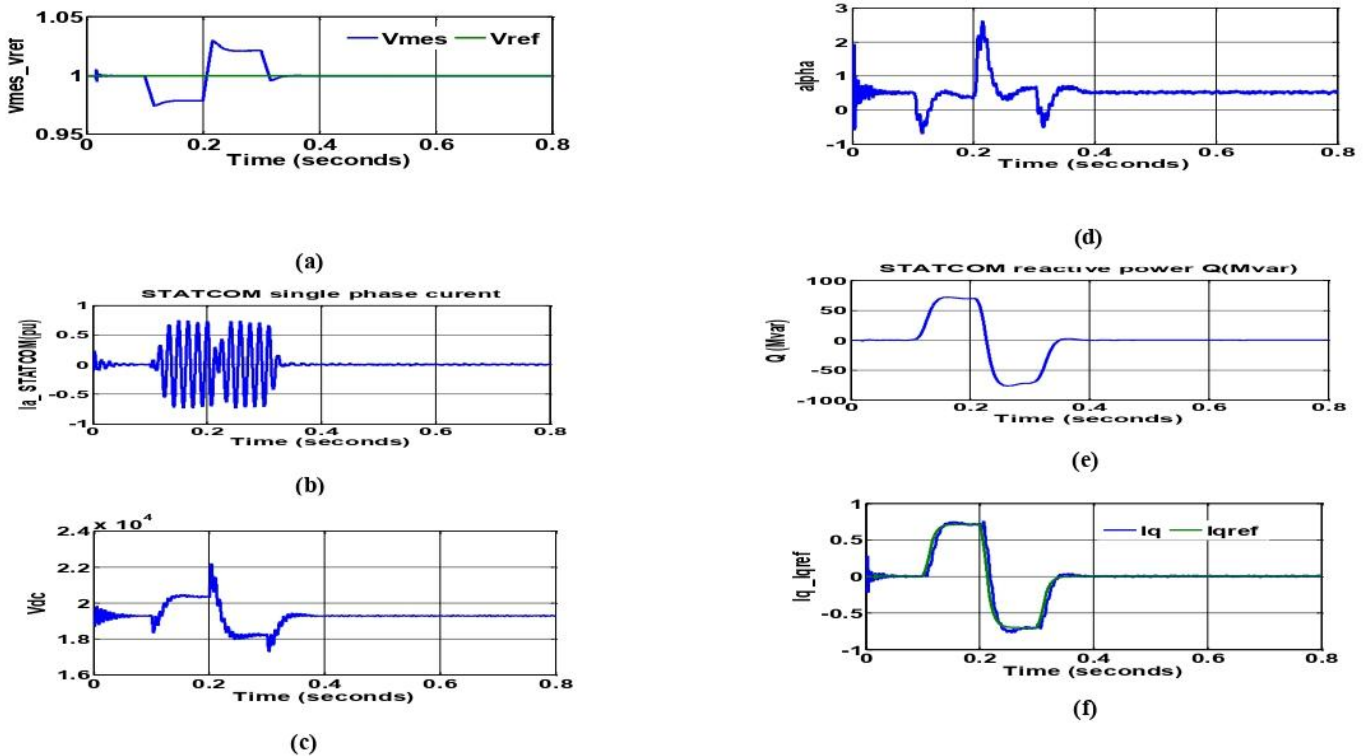 1.05
1
0.95
Vmes_vref
Vmes Vref
0 0.2 0.4 0.6 0.8
Time (seconds)
(a)
STATCOM single phase curent
1
0.5
0
-0.5
-1
Ia_STATCOM(pu)
0 0.2 0.4 0.6 0.8
Time (seconds)
(b)
x 10^4
2.4
2.2
2
1.8
1.6
Vdc
0 0.2 0.4 0.6 0.8
Time (seconds)
(c)
3
2
1
0
-1
alpha
0 0.2 0.4 0.6 0.8
Time (seconds)
(d)
STATCOM reactive power Q(Mvar)
100
50
0
-50
-100
Q (Mvar)
0 0.2 0.4 0.6 0.8
Time (seconds)
(e)
1
0.5
0
-0.5
-1
Iq_Iqref
Iq Iqref
0 0.2 0.4 0.6 0.8
Time (seconds)
(f)